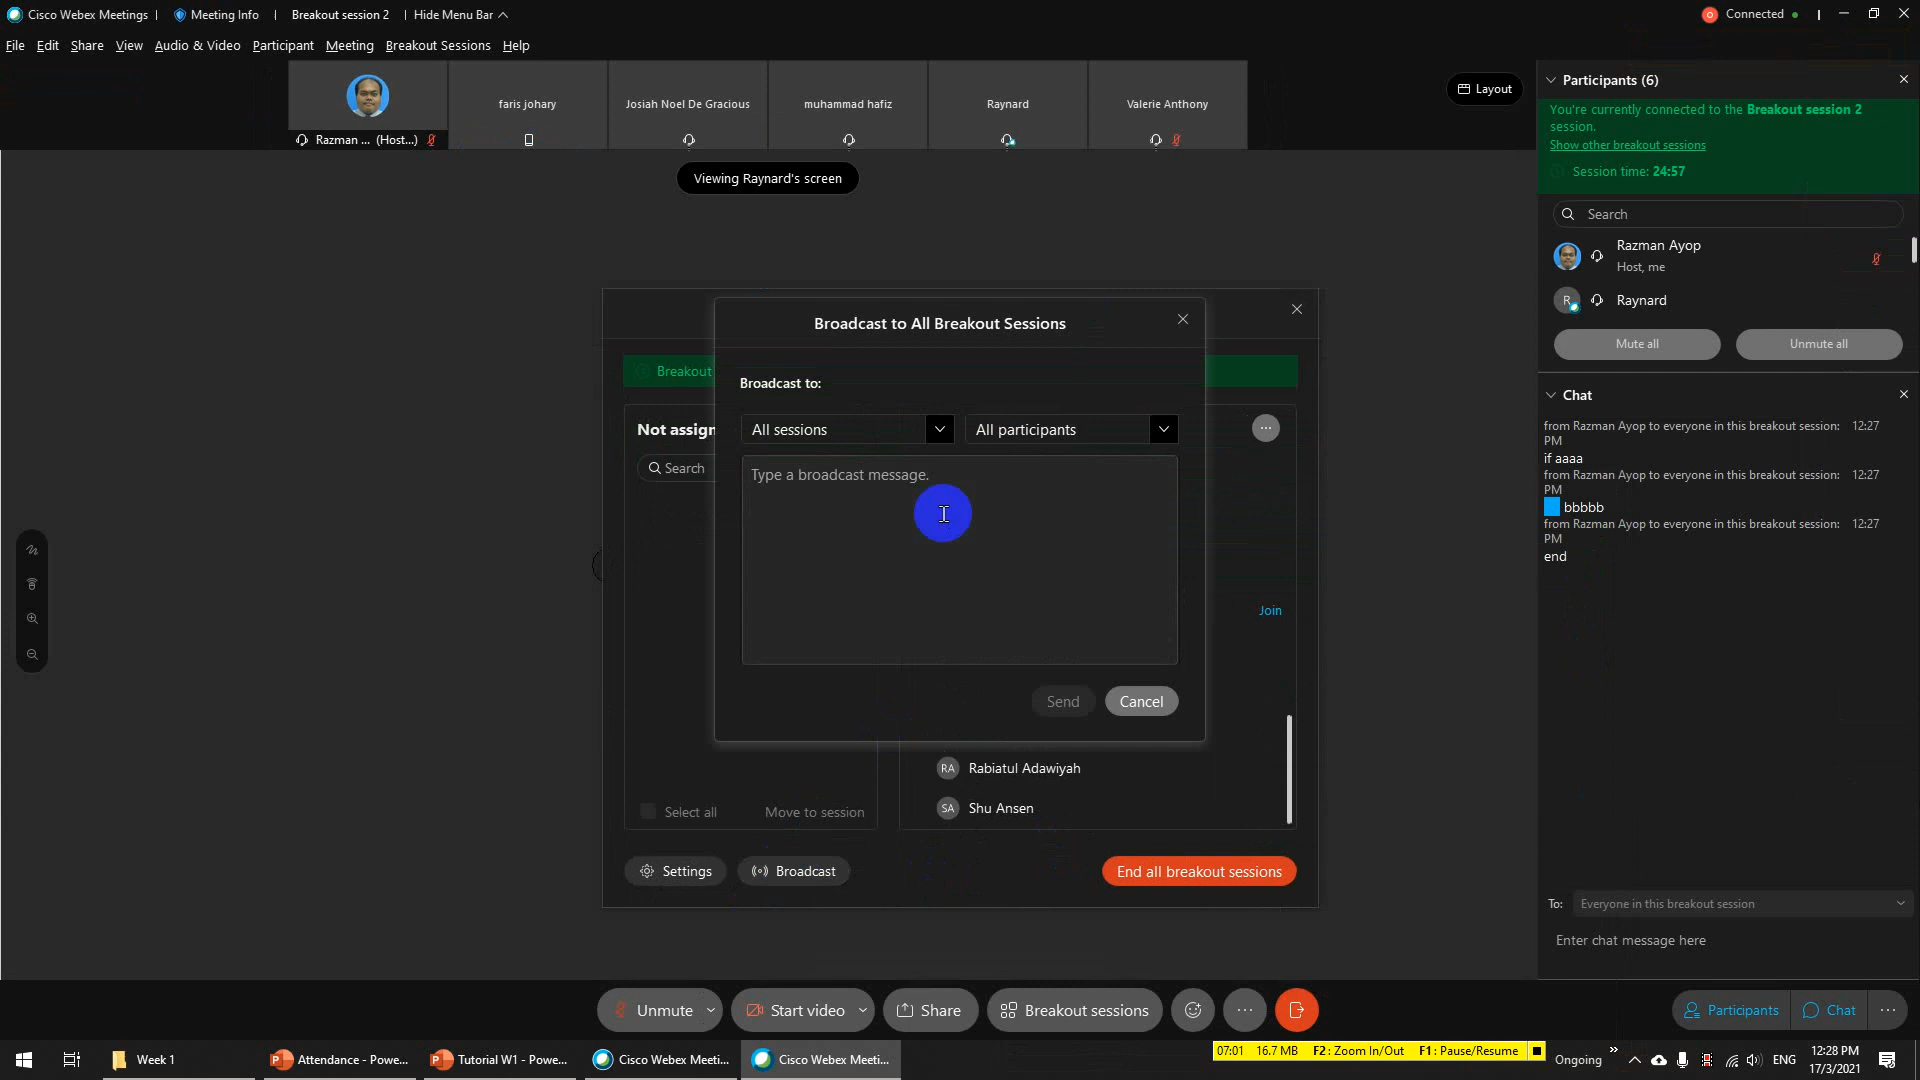 Cisco Webex Meetings | Meeting Info | Breakout session 2 | Hide Menu Bar
Connected
File Edit Share View Audio & Video Participant Meeting Breakout Sessions Help
faris johary
Josiah Noel De Gracious
muhammad hafiz
Raynard
Valerie Anthony
Razman ... (Host...)
Layout
Viewing Raynard's screen
Participants (6)
You're currently connected to the Breakout session 2
session.
Show other breakout sessions
Session time: 24:57
Search
Razman Ayop
Host, me
R
Raynard
Mute all
Unmute all
Chat
from Razman Ayop to everyone in this breakout session: 12:27
PM
if aaaa
from Razman Ayop to everyone in this breakout session: 12:27
PM
bbbbb
from Razman Ayop to everyone in this breakout session: 12:27
PM
end
To: Everyone in this breakout session
Enter chat message here
Broadcast to All Breakout Sessions
Breakout
Broadcast to:
Not assign
All sessions
All participants
Search
Type a broadcast message.
Join
Send
Cancel
RA Rabiatul Adawiyah
SA Shu Ansen
Select all
Move to session
Settings
Broadcast
End all breakout sessions
Unmute
Start video
Share
Breakout sessions
Participants
Chat
Week 1
Attendance - Powe...
Tutorial W1 - Powe...
Cisco Webex Meeti...
Cisco Webex Meeti...
07:01 16.7 MB F2: Zoom In/Out F1: Pause/Resume
Ongoing
ENG
12:28 PM
17/3/2021